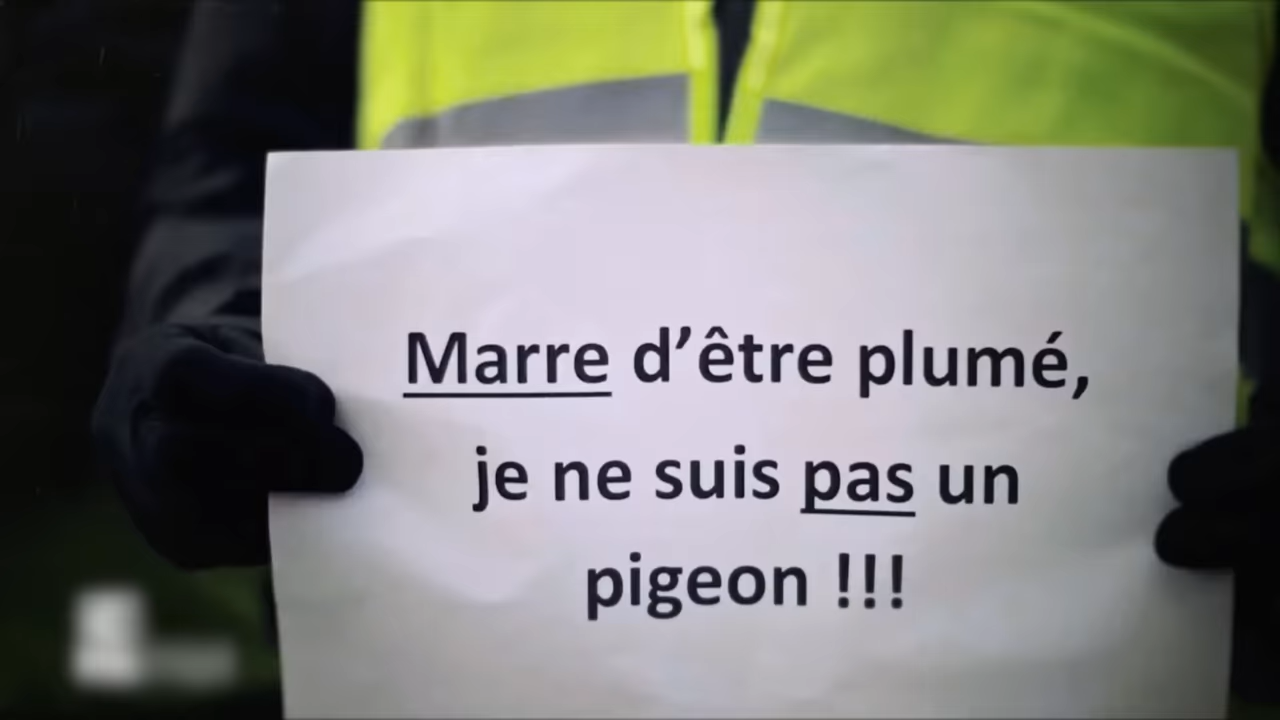 Marre d’être plumé,
je ne suis pas un
pigeon !!!